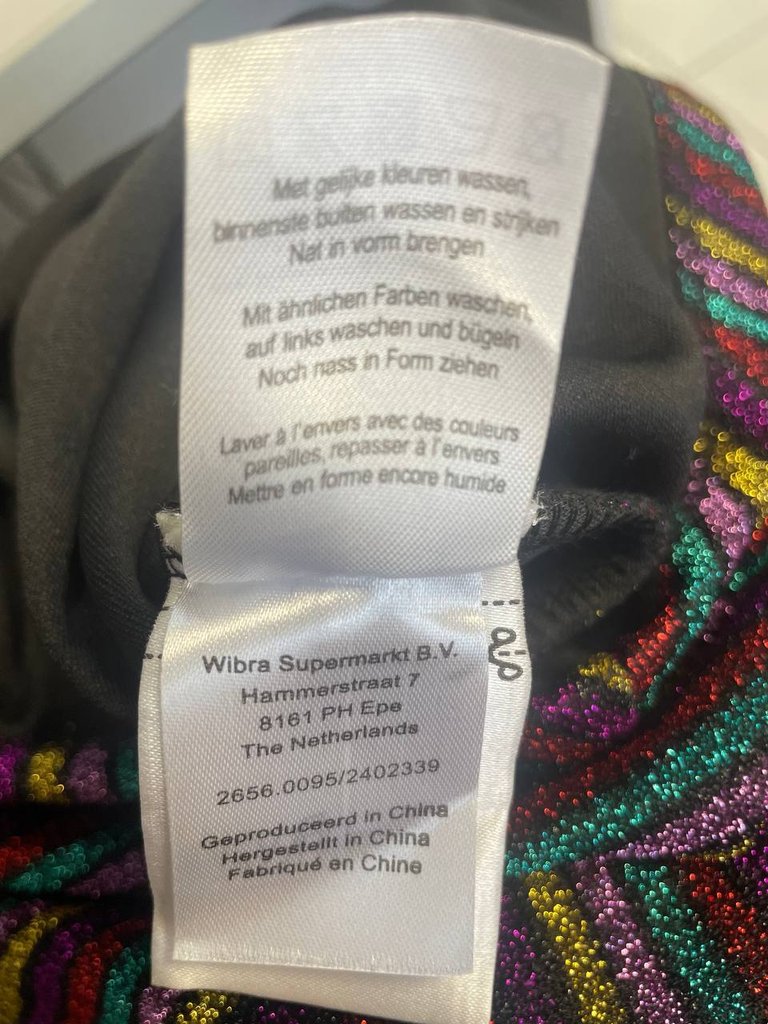 Met gelijke kleuren wassen,
binnenste buiten wassen en strijken
Nat in vorm brengen
Mit ähnlichen Farben waschen,
auf links waschen und bügeln
Noch nass in Form ziehen
Laver à l'envers avec des couleurs
pareilles, repasser à l'envers
Mettre en forme encore humide
Wibra Supermarkt B.V.
Hammerstraat 7
8161 PH Epe
The Netherlands
2656.0095/2402339
Geproduceerd in China
Hergestellt in China
Fabriqué en Chine